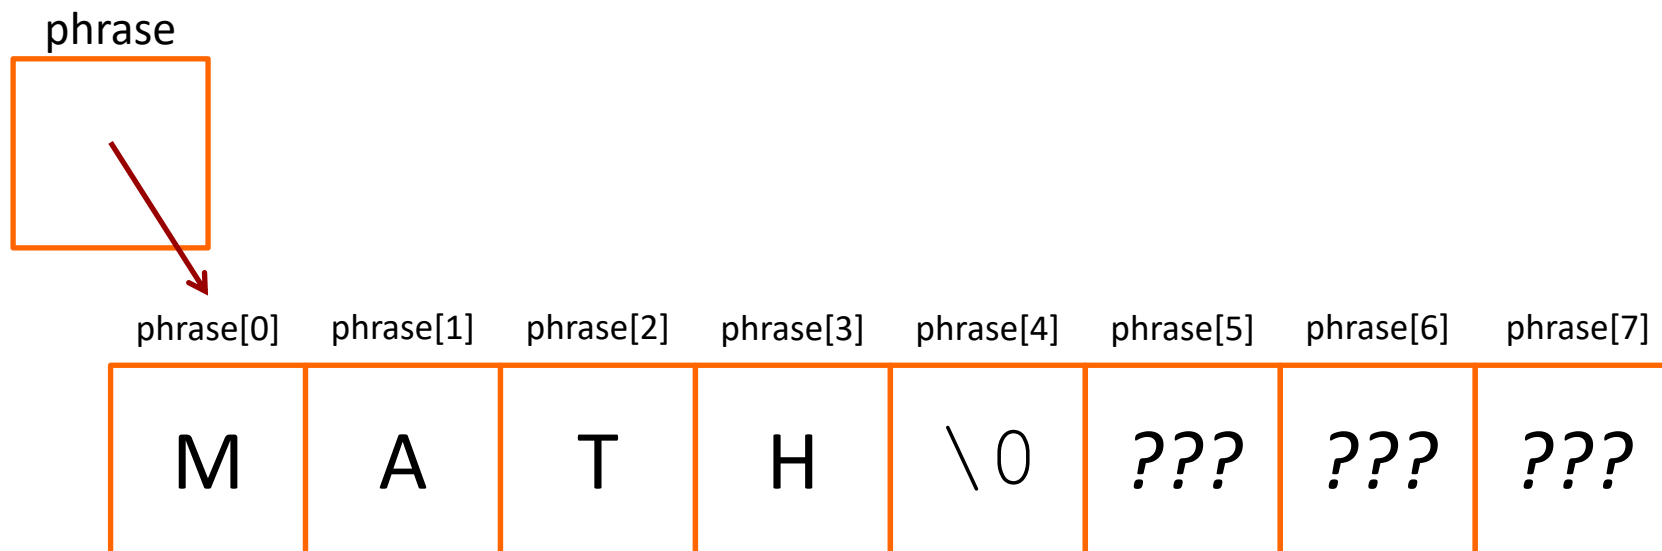 phrase
phrase[0] phrase[1] phrase[2] phrase[3] phrase[4] phrase[5] phrase[6] phrase[7]
M A T H \0 ??? ??? ???